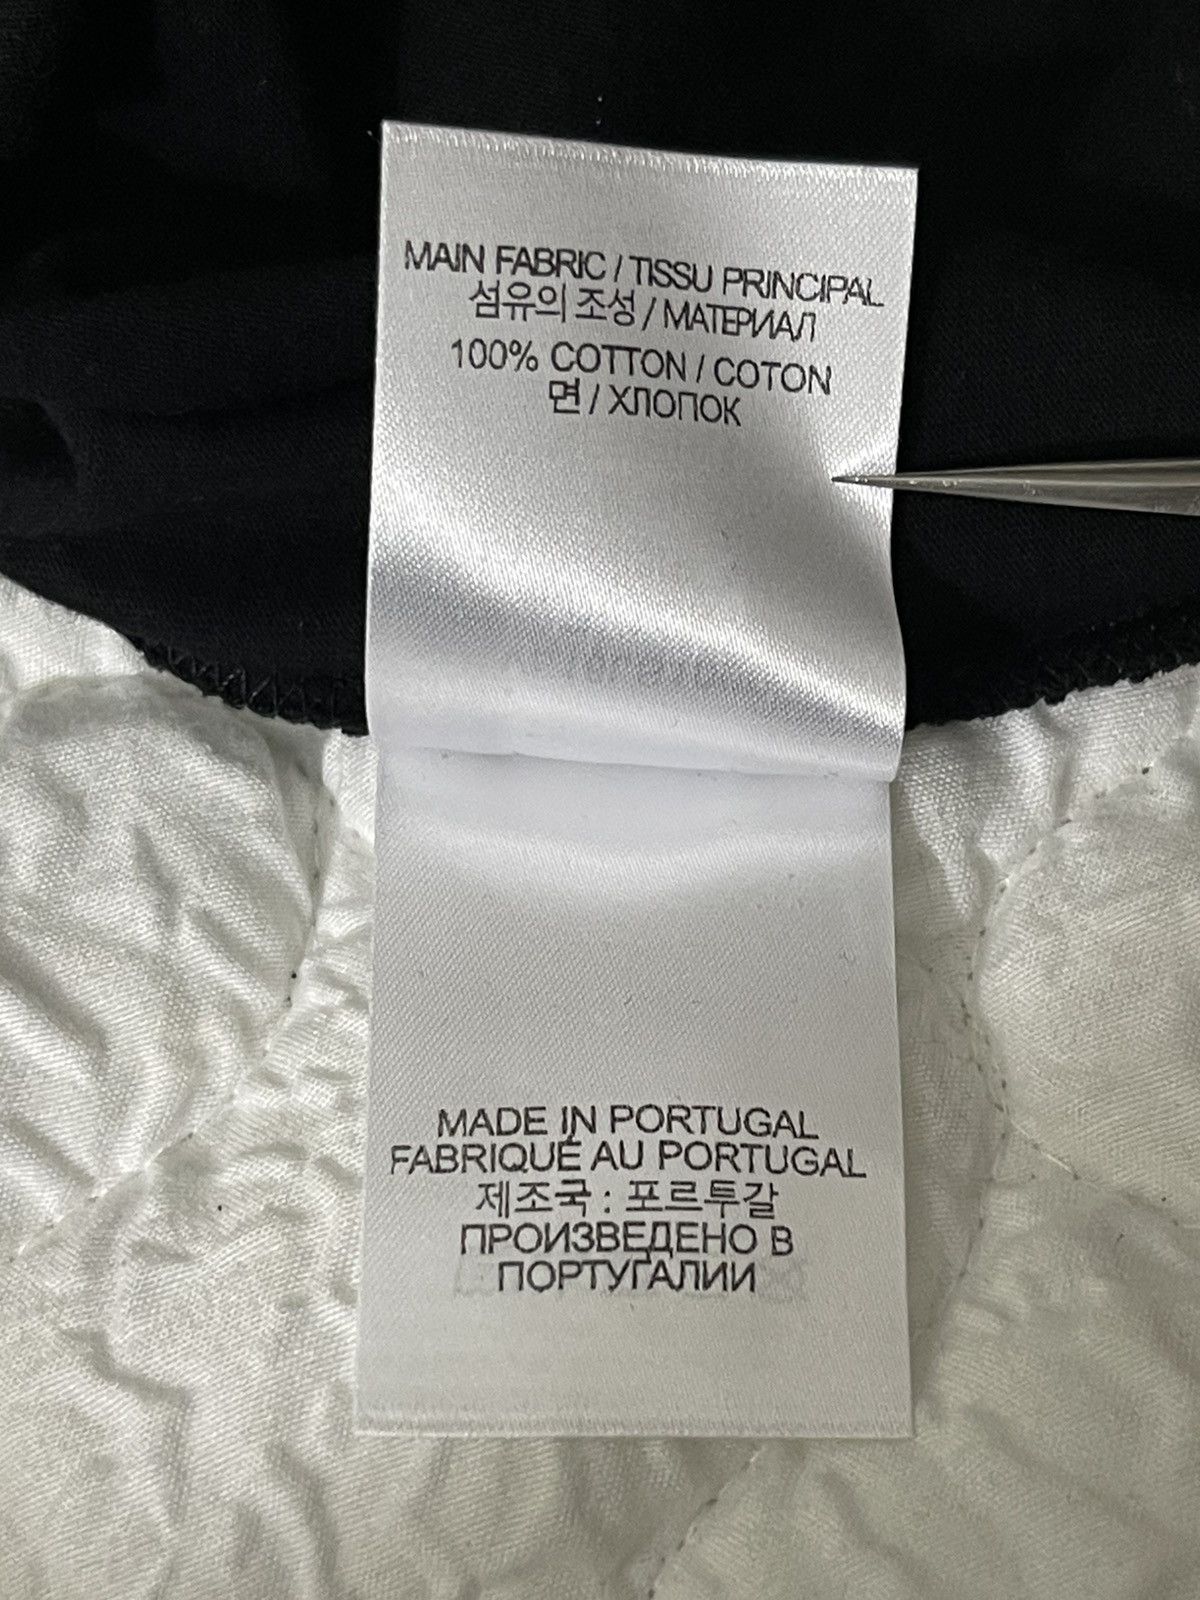 MAIN FABRIC / TISSU PRINCIPAL
섬유의 조성 / МАТЕРИАЛ
100% COTTON / COTON
면 / ХЛОПОК
MADE IN PORTUGAL
FABRIQUÉ AU PORTUGAL
제조국 : 포르투갈
ПРОИЗВЕДЕНО В
ПОРТУГАЛИИ